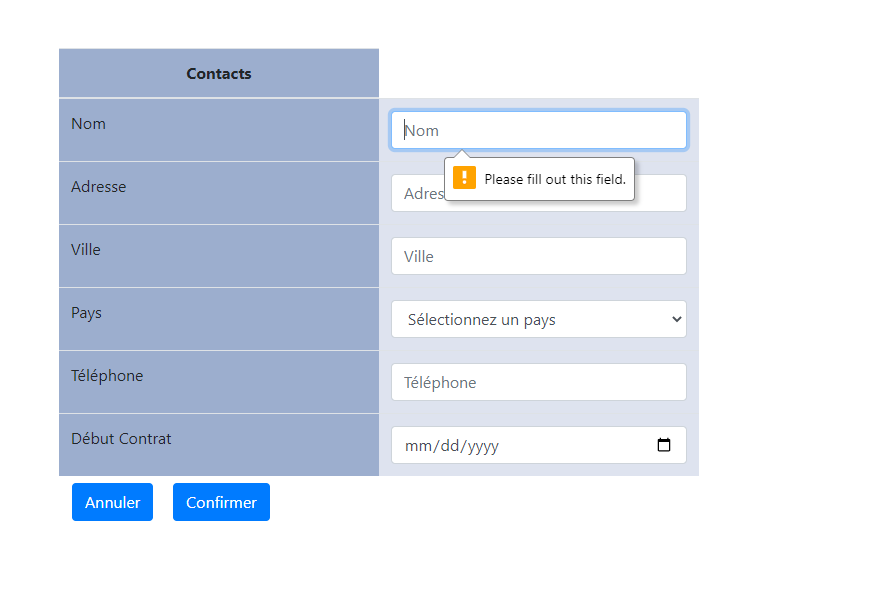 Contacts
Nom
Nom
Please fill out this field.
Adresse
Adres
Ville
Ville
Pays
Sélectionnez un pays
Téléphone
Téléphone
Début Contrat
mm/dd/yyyy
Annuler
Confirmer